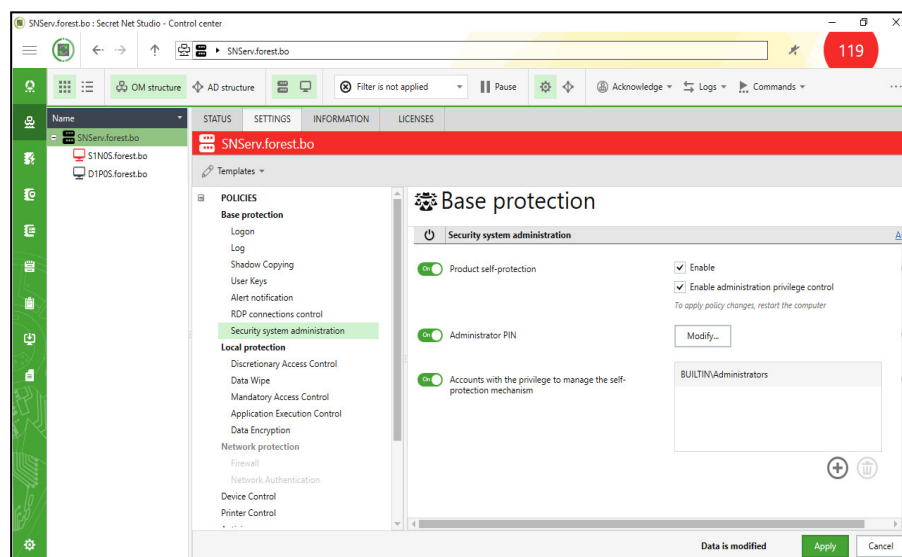 SNServ.forest.bo : Secret Net Studio - Control center
SNServ.forest.bo
119
OM structure
AD structure
Filter is not applied
Pause
Acknowledge
Logs
Commands
Name
SNServ.forest.bo
S1N0S.forest.bo
D1P0S.forest.bo
STATUS SETTINGS INFORMATION LICENSES
SNServ.forest.bo
Templates
POLICIES
Base protection
Logon
Log
Shadow Copying
User Keys
Alert notification
RDP connections control
Security system administration
Local protection
Discretionary Access Control
Data Wipe
Mandatory Access Control
Application Execution Control
Data Encryption
Network protection
Firewall
Network Authentication
Device Control
Printer Control
Base protection
Security system administration
On Product self-protection
Enable
Enable administration privilege control
To apply policy changes, restart the computer
On Administrator PIN
Modify...
On Accounts with the privilege to manage the self-
protection mechanism
BUILTIN\Administrators
Data is modified
Apply
Cancel